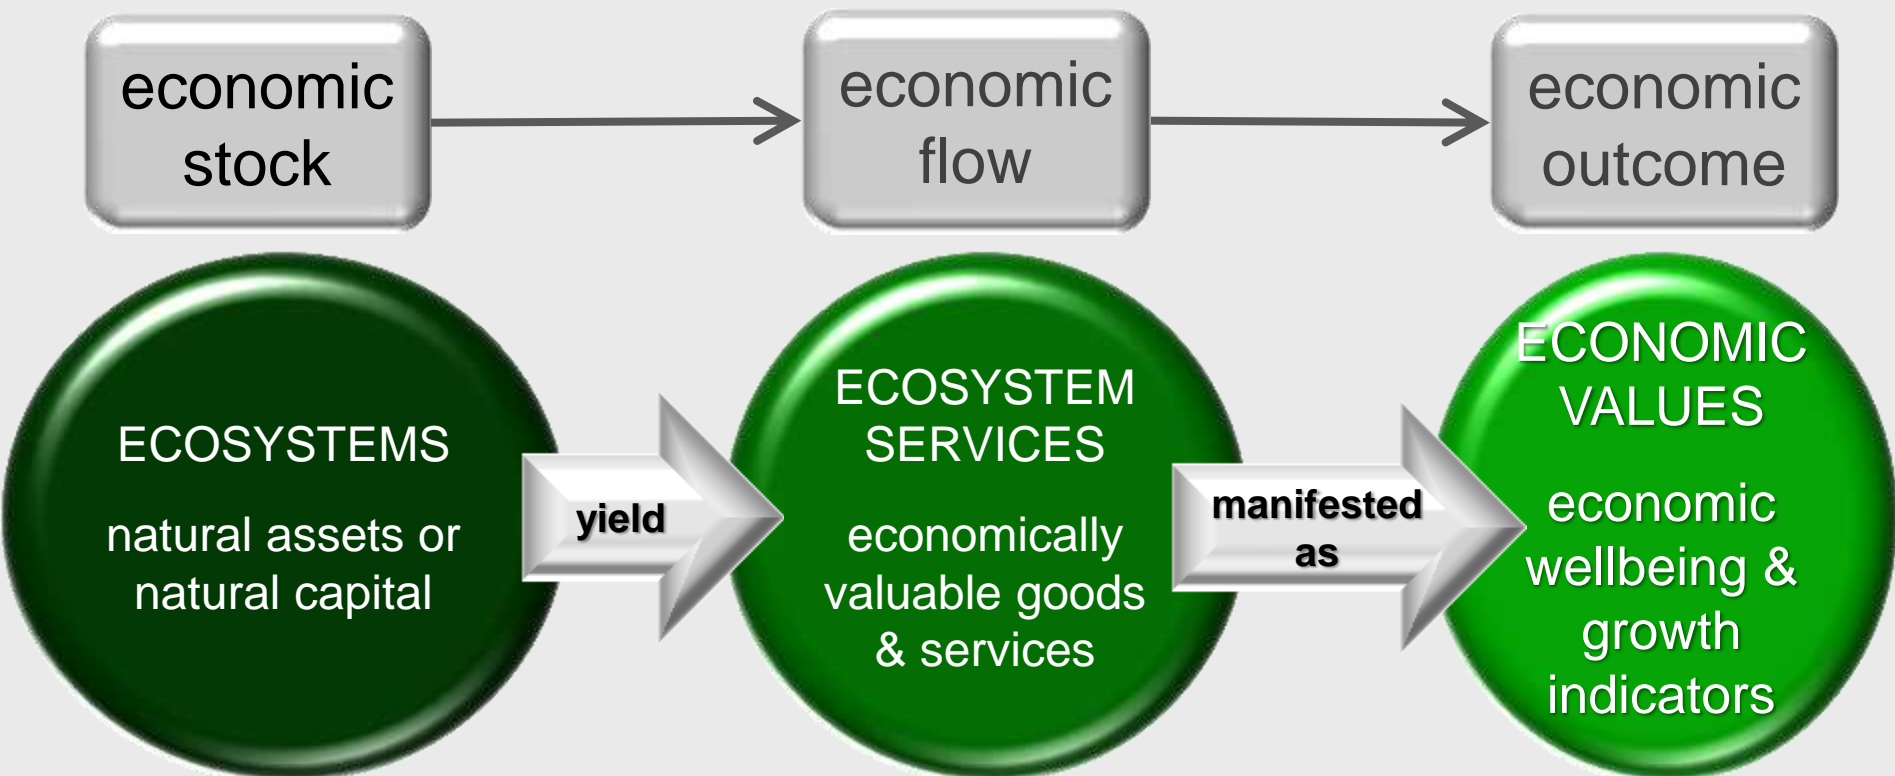 economic
stock
economic
flow
economic
outcome
ECOSYSTEMS
natural assets or
natural capital
yield
ECOSYSTEM
SERVICES
economically
valuable goods
& services
manifested
as
ECONOMIC
VALUES
economic
wellbeing &
growth
indicators